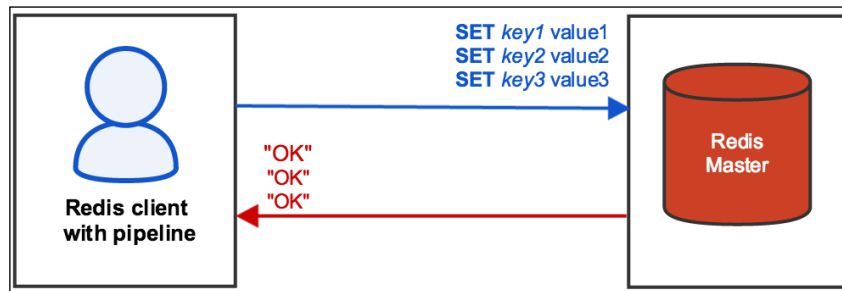 SET key1 value1
SET key2 value2
SET key3 value3
"OK"
"OK"
"OK"
Redis client
with pipeline
Redis
Master